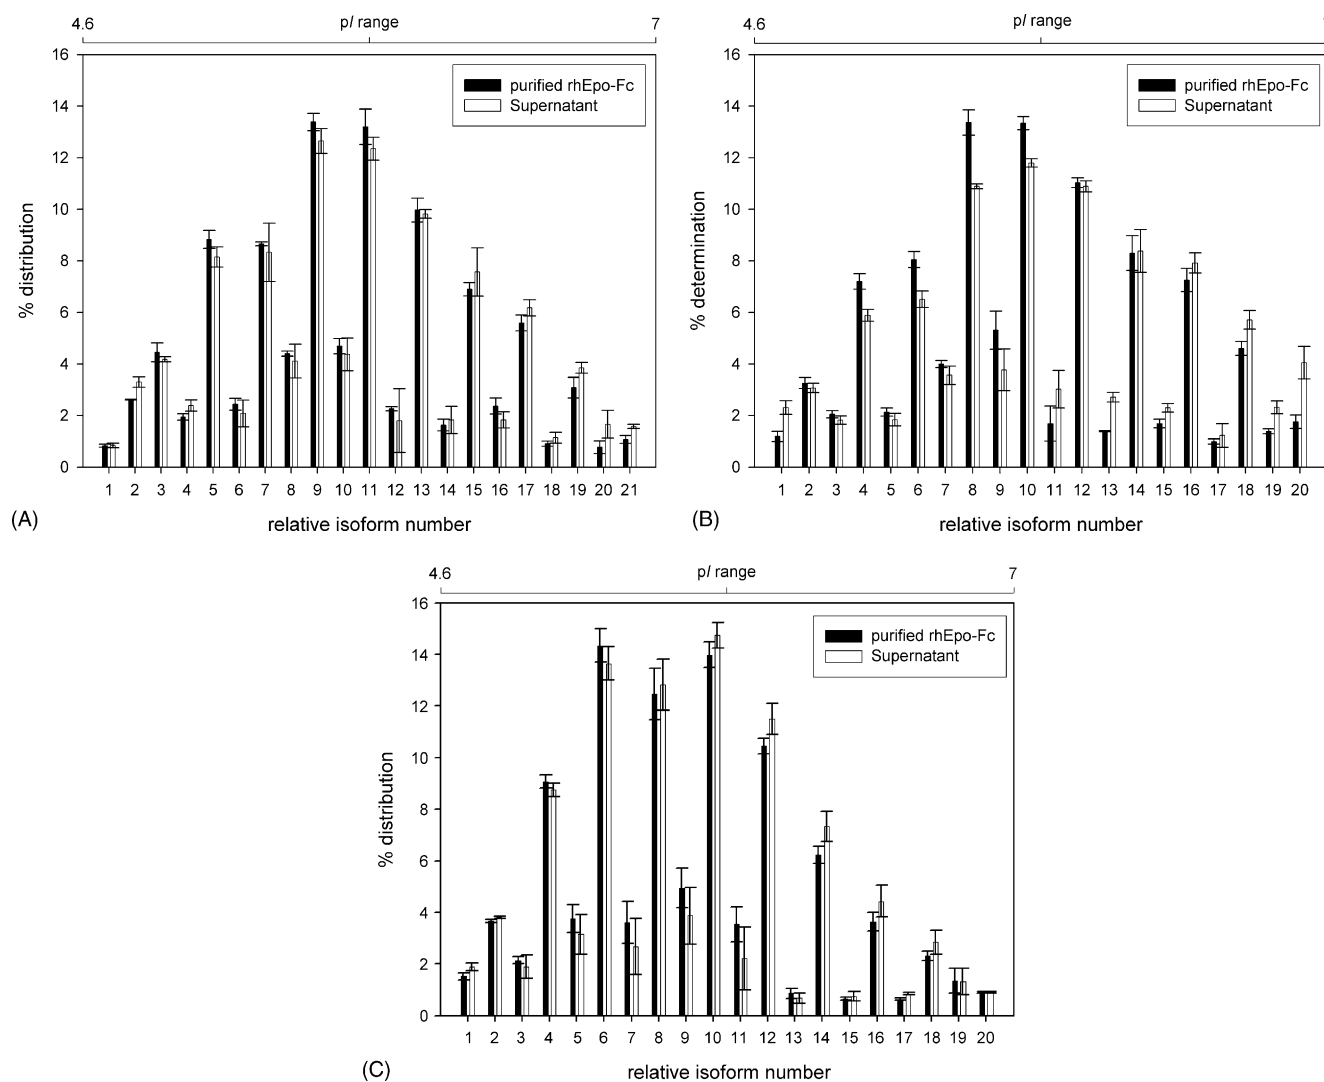 4.6 pI range 7
16
14
12
10
8
6
4
2
0
% distribution
purified rhEpo-Fc
Supernatant
1 2 3 4 5 6 7 8 9 10 11 12 13 14 15 16 17 18 19 20 21
relative isoform number
(A)
4.6 pI range
16
14
12
10
8
6
4
2
0
% determination
purified rhEpo-Fc
Supernatant
1 2 3 4 5 6 7 8 9 10 11 12 13 14 15 16 17 18 19 20
relative isoform number
(B)
4.6 pI range 7
16
14
12
10
8
6
4
2
0
% distribution
purified rhEpo-Fc
Supernatant
1 2 3 4 5 6 7 8 9 10 11 12 13 14 15 16 17 18 19 20
relative isoform number
(C)